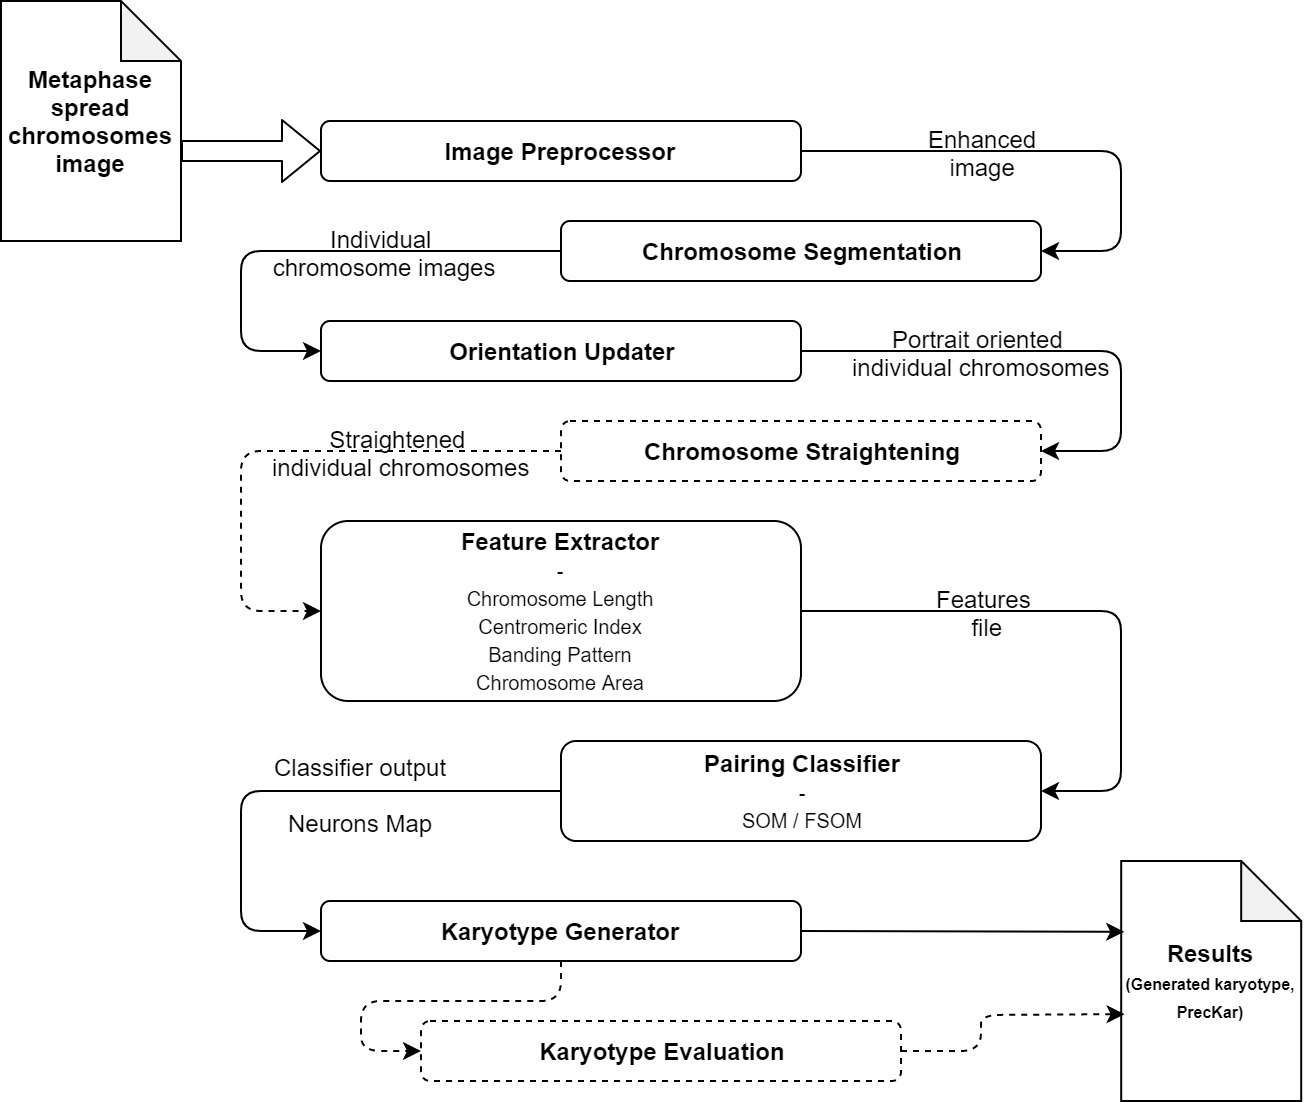 Metaphase
spread
chromosomes
image
Image Preprocessor
Enhanced
image
Chromosome Segmentation
Individual
chromosome images
Orientation Updater
Portrait oriented
individual chromosomes
Chromosome Straightening
Straightened
individual chromosomes
Feature Extractor
-
Chromosome Length
Centromeric Index
Banding Pattern
Chromosome Area
Features
file
Pairing Classifier
-
SOM / FSOM
Classifier output
Neurons Map
Karyotype Generator
Karyotype Evaluation
Results
(Generated karyotype,
PrecKar)